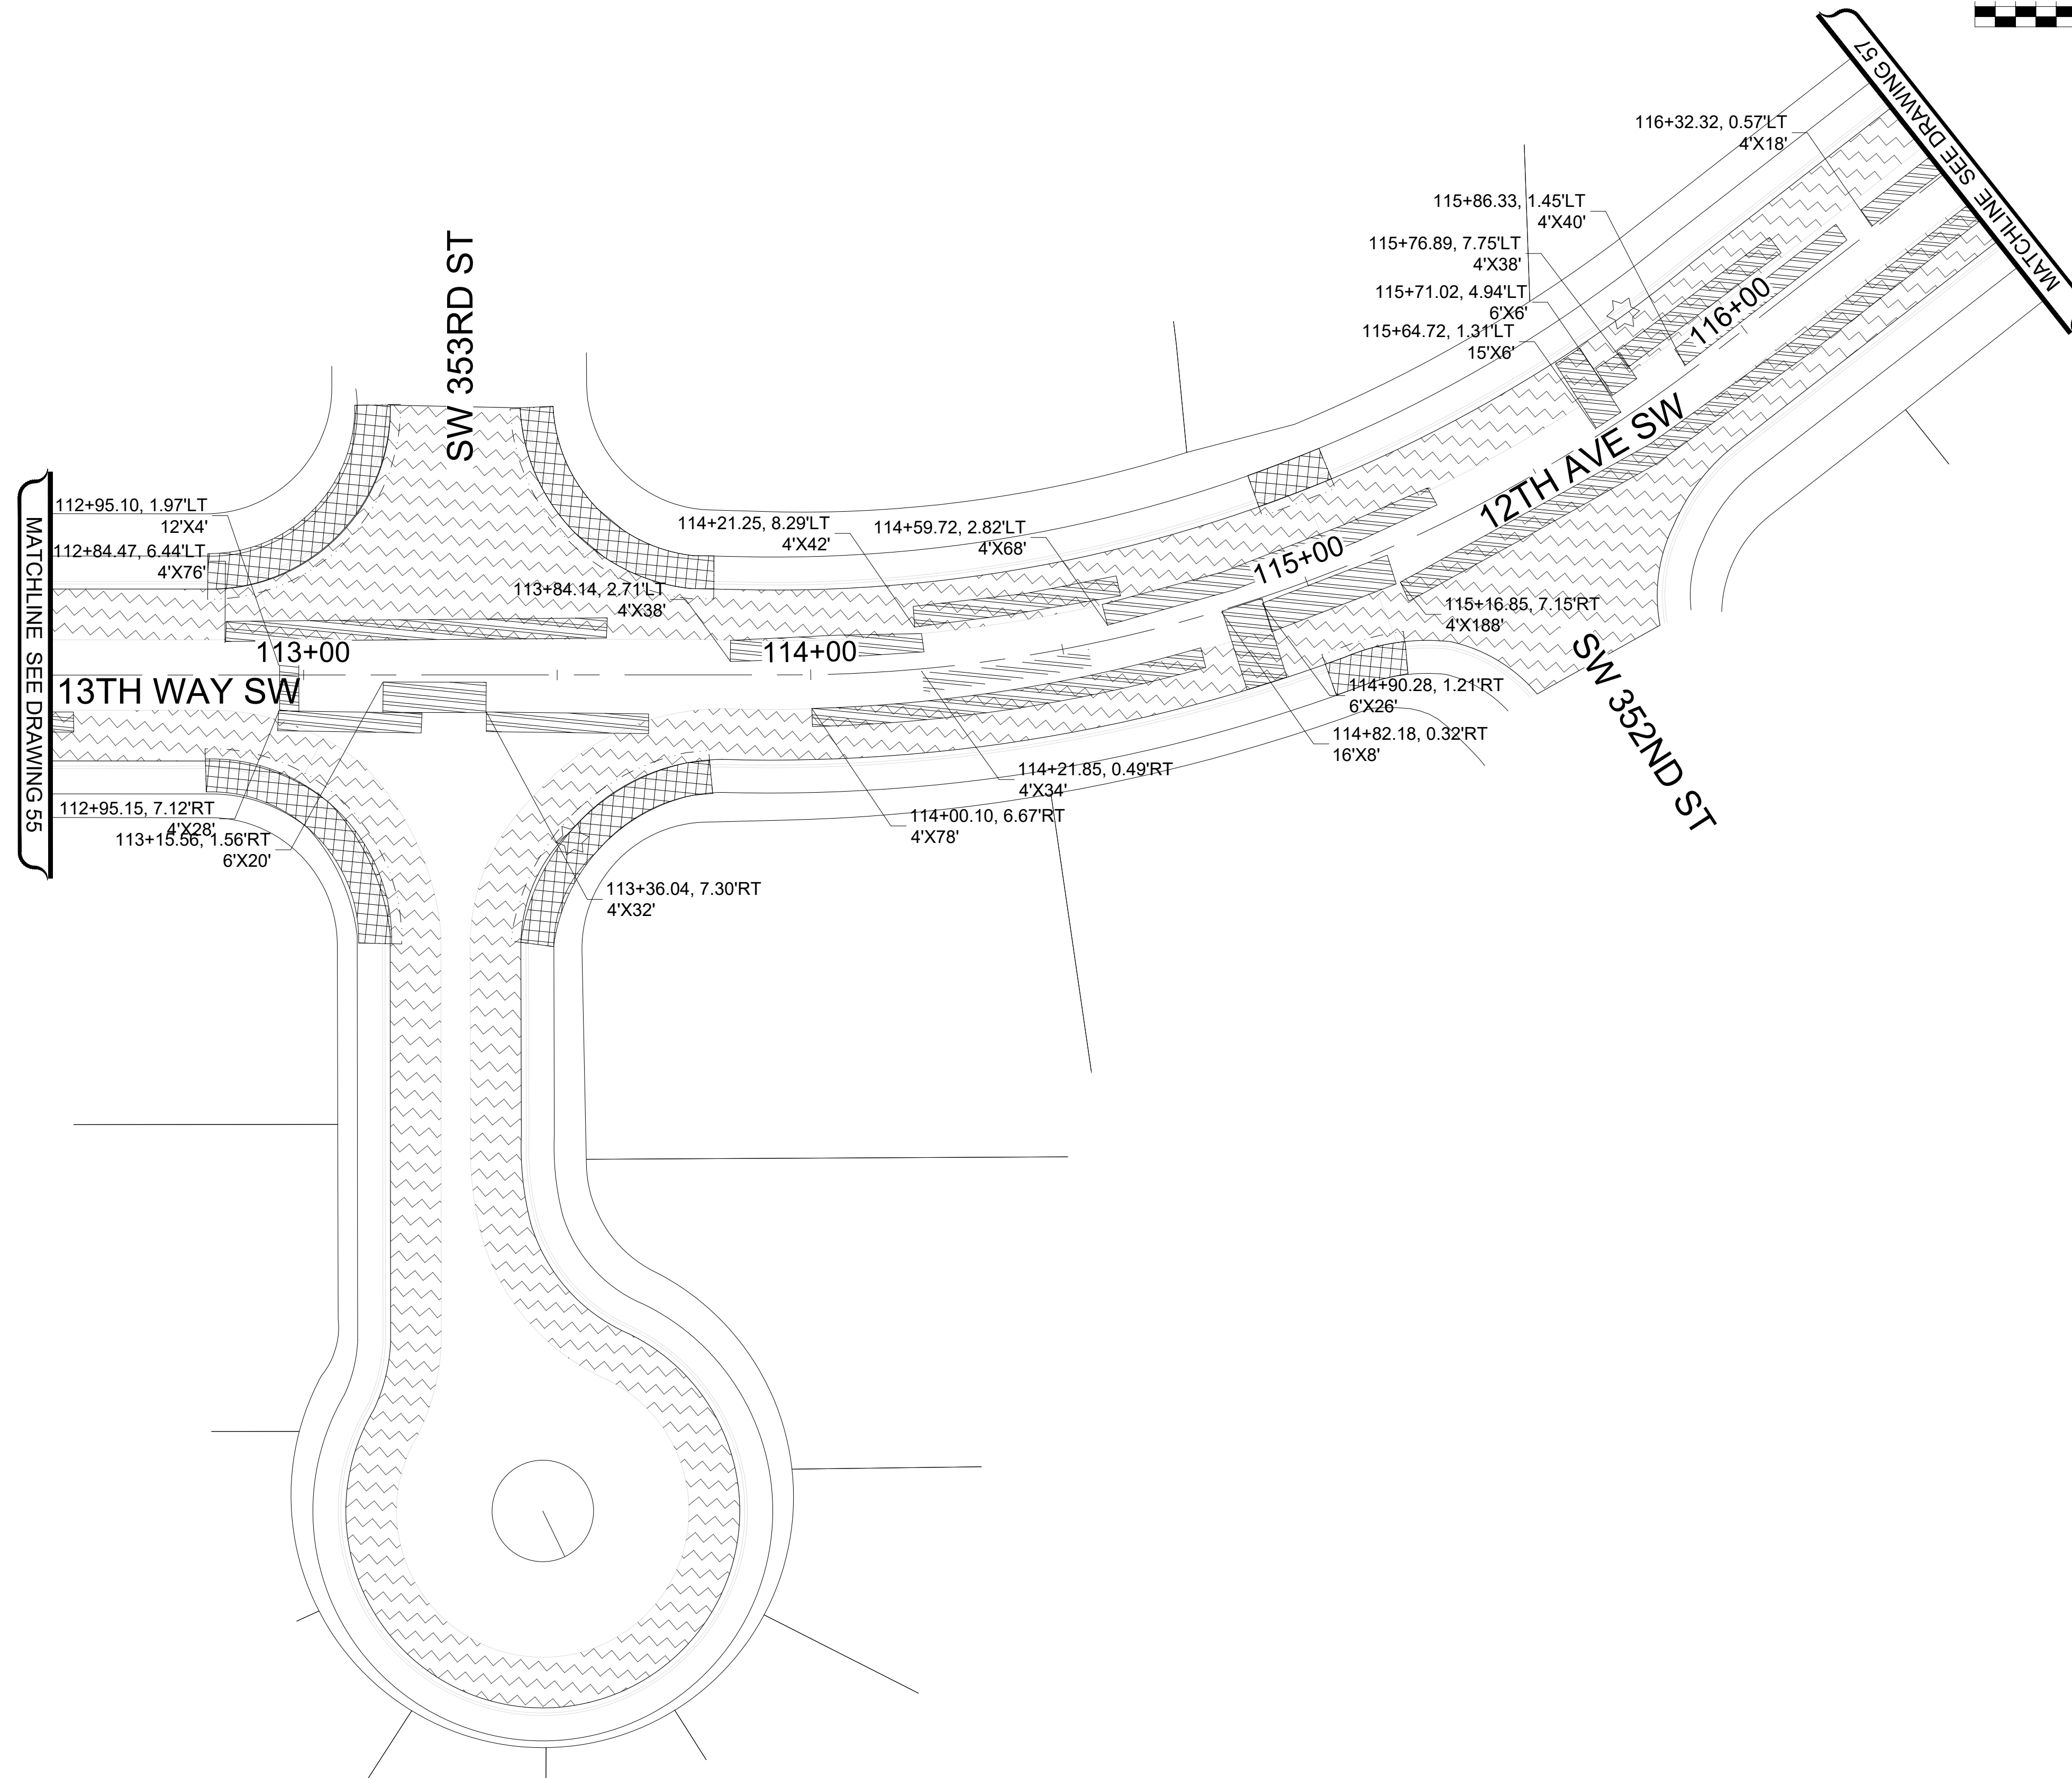 MATCHLINE SEE DRAWING 57
116+32.32, 0.57'LT
4'X18'
115+86.33, 1.45'LT
4'X40'
115+76.89, 7.75'LT
4'X38'
115+71.02, 4.94'LT
6'X6'
115+64.72, 1.31'LT
15'X6'
116+00
SW 353RD ST
12TH AVE SW
MATCHLINE SEE DRAWING 55
112+95.10, 1.97'LT
12'X4'
112+84.47, 6.44'LT
4'X76'
113+84.14, 2.71'LT
4'X38'
114+21.25, 8.29'LT
4'X42'
114+59.72, 2.82'LT
4'X68'
115+00
113+00
114+00
13TH WAY SW
115+16.85, 7.15'RT
4'X188'
SW 352ND ST
114+90.28, 1.21'RT
6'X26'
114+82.18, 0.32'RT
16'X8'
114+21.85, 0.49'RT
4'X34'
114+00.10, 6.67'RT
4'X78'
112+95.15, 7.12'RT
4'X28'
113+15.56, 1.56'RT
6'X20'
113+36.04, 7.30'RT
4'X32'